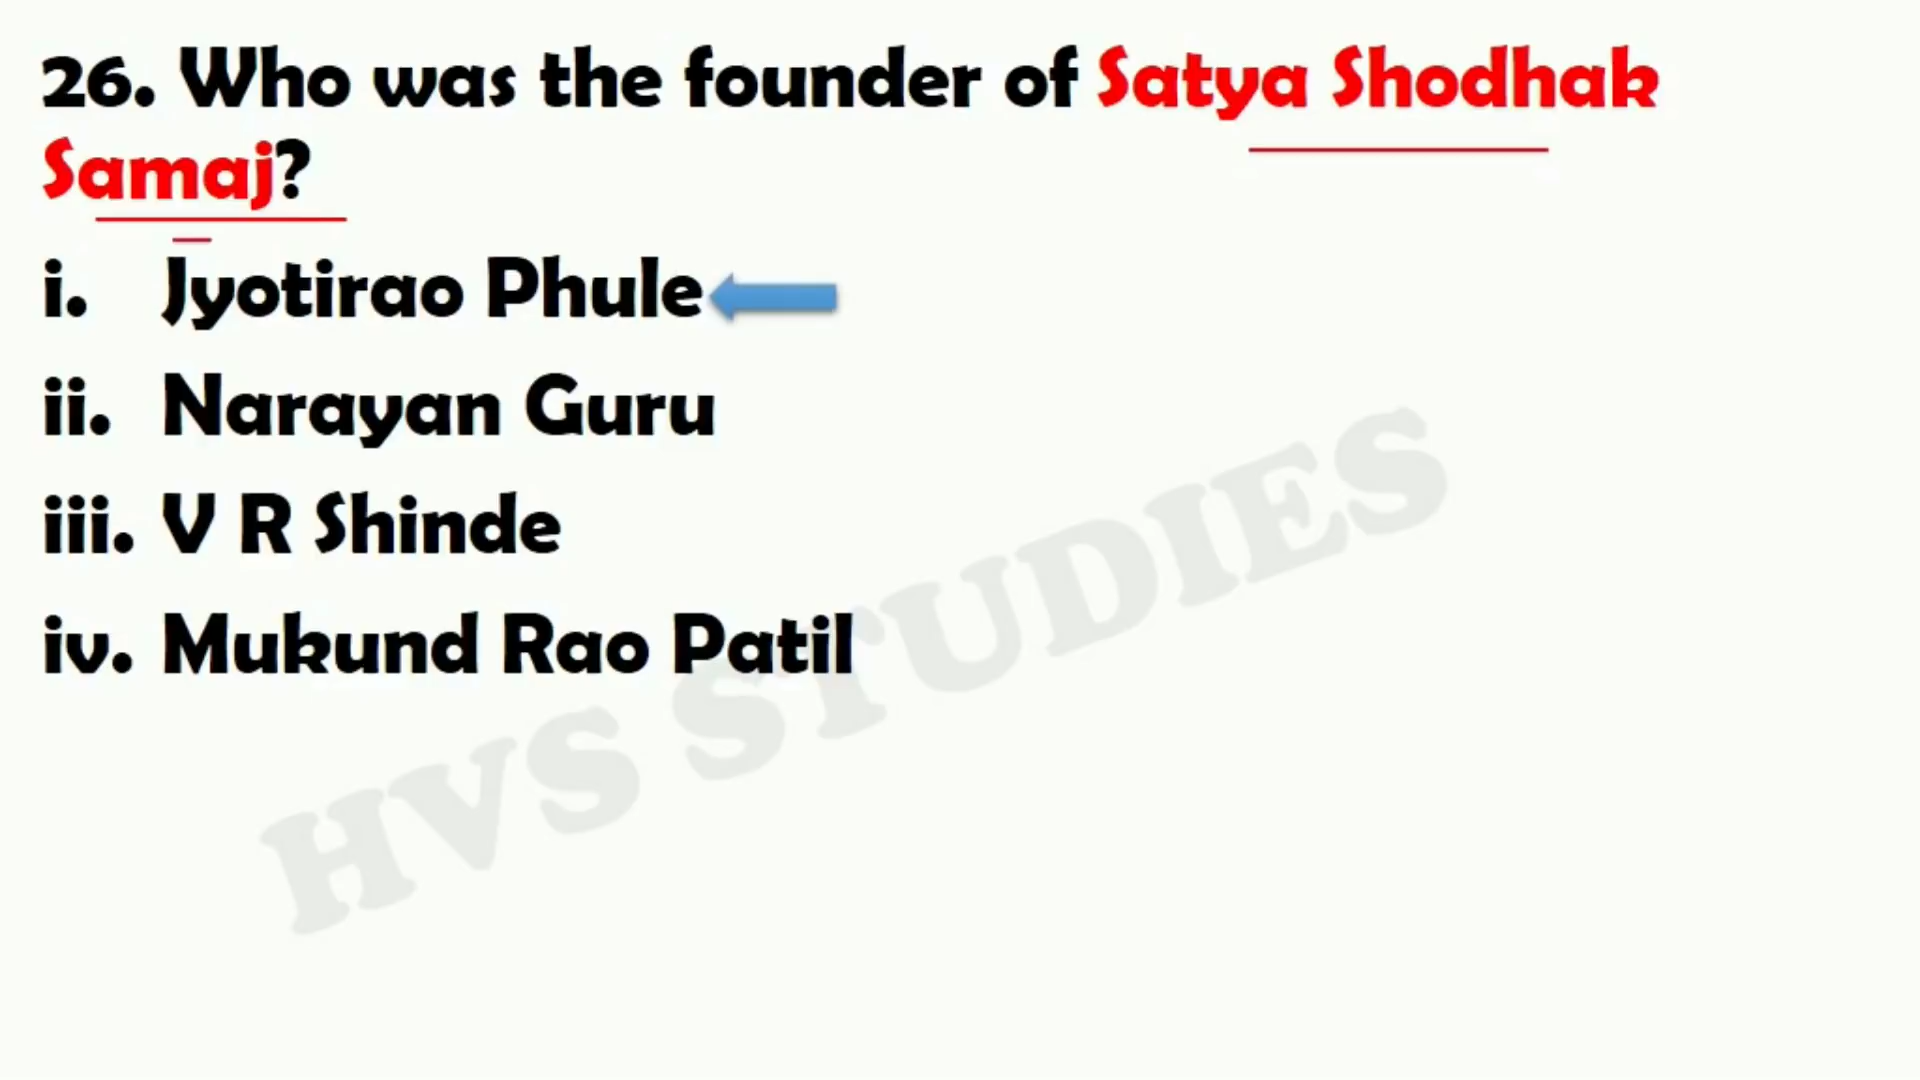 26. Who was the founder of Satya Shodhak
Samaj?
i. Jyotirao Phule
ii. Narayan Guru
iii. V R Shinde
iv. Mukund Rao Patil
HVS STUDIES